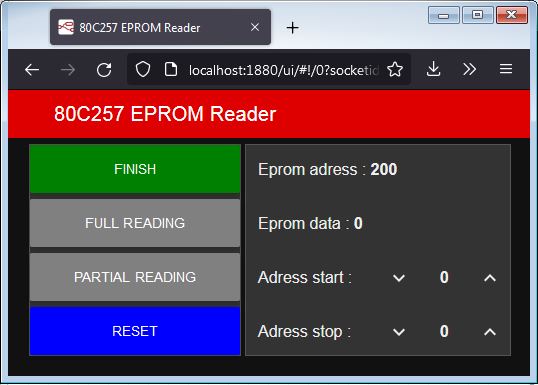 80C257 EPROM Reader
localhost:1880/ui/#!/0?socketid
80C257 EPROM Reader
FINISH
FULL READING
PARTIAL READING
RESET
Eprom adress : 200
Eprom data : 0
Adress start : 0
Adress stop : 0